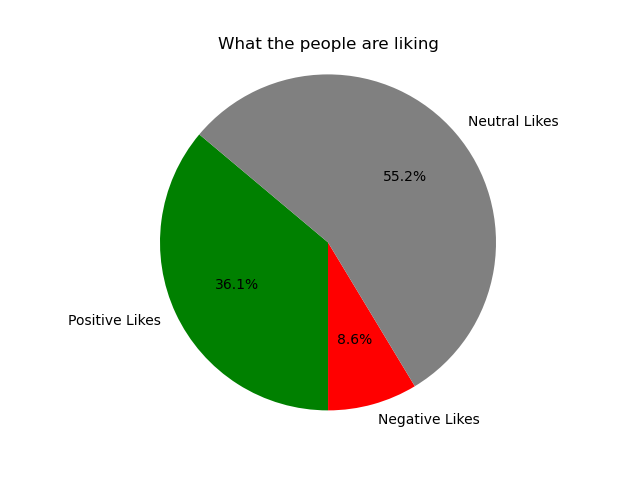 What the people are liking
Neutral Likes
55.2%
36.1%
Positive Likes
8.6%
Negative Likes